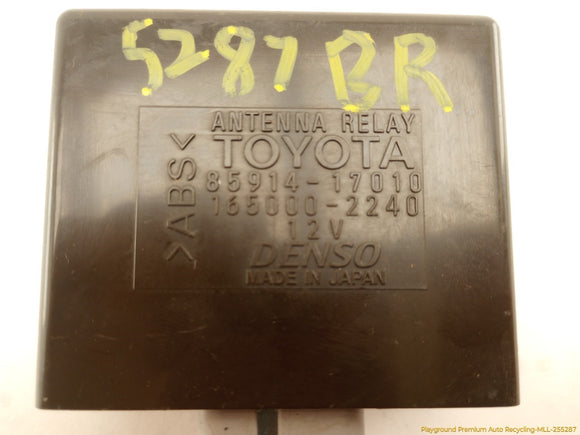 5287 BR
ANTENNA RELAY
TOYOTA
85914-17010
165000-2240
12V
DENSO
MADE IN JAPAN
>ABS<
Playground Premium Auto Recycling-MLL-255287